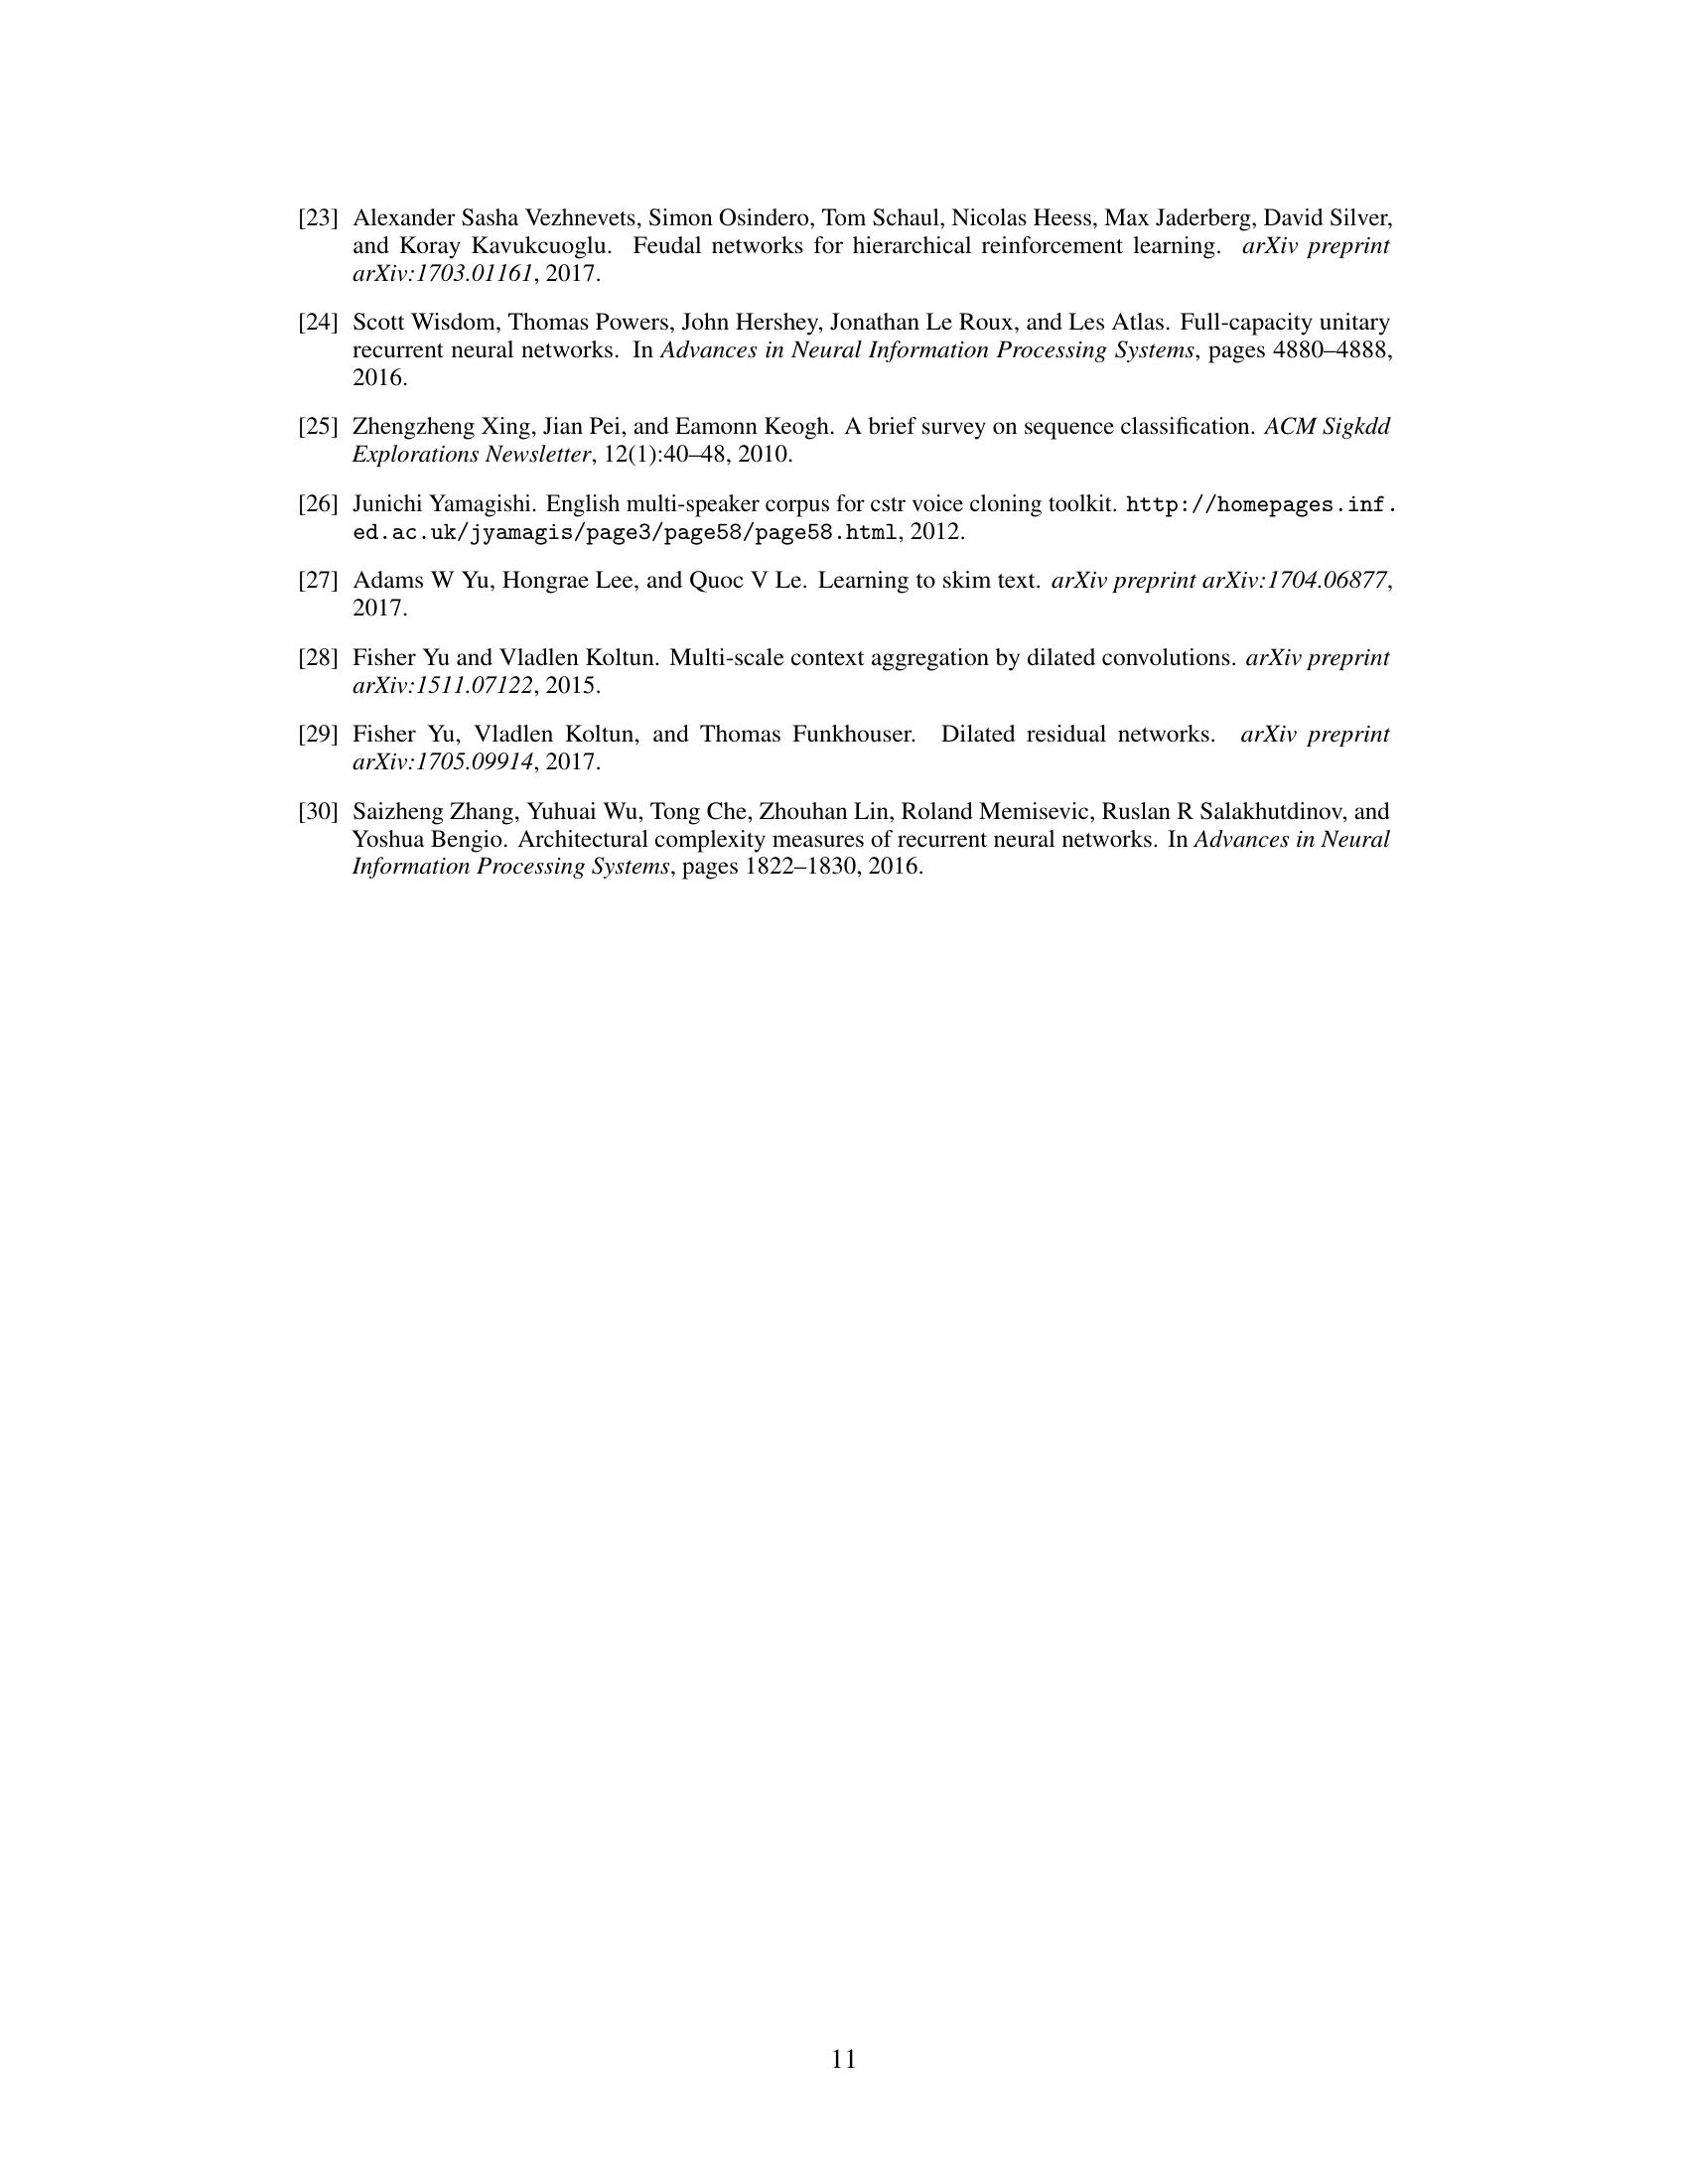 [23] Alexander Sasha Vezhnevets, Simon Osindero, Tom Schaul, Nicolas Heess, Max Jaderberg, David Silver,
and Koray Kavukcuoglu. Feudal networks for hierarchical reinforcement learning. arXiv preprint
arXiv:1703.01161, 2017.
[24] Scott Wisdom, Thomas Powers, John Hershey, Jonathan Le Roux, and Les Atlas. Full-capacity unitary
recurrent neural networks. In Advances in Neural Information Processing Systems, pages 4880–4888,
2016.
[25] Zhengzheng Xing, Jian Pei, and Eamonn Keogh. A brief survey on sequence classification. ACM Sigkdd
Explorations Newsletter, 12(1):40–48, 2010.
[26] Junichi Yamagishi. English multi-speaker corpus for cstr voice cloning toolkit. http://homepages.inf.
ed.ac.uk/jyamagis/page3/page58/page58.html, 2012.
[27] Adams W Yu, Hongrae Lee, and Quoc V Le. Learning to skim text. arXiv preprint arXiv:1704.06877,
2017.
[28] Fisher Yu and Vladlen Koltun. Multi-scale context aggregation by dilated convolutions. arXiv preprint
arXiv:1511.07122, 2015.
[29] Fisher Yu, Vladlen Koltun, and Thomas Funkhouser. Dilated residual networks. arXiv preprint
arXiv:1705.09914, 2017.
[30] Saizheng Zhang, Yuhuai Wu, Tong Che, Zhouhan Lin, Roland Memisevic, Ruslan R Salakhutdinov, and
Yoshua Bengio. Architectural complexity measures of recurrent neural networks. In Advances in Neural
Information Processing Systems, pages 1822–1830, 2016.
11